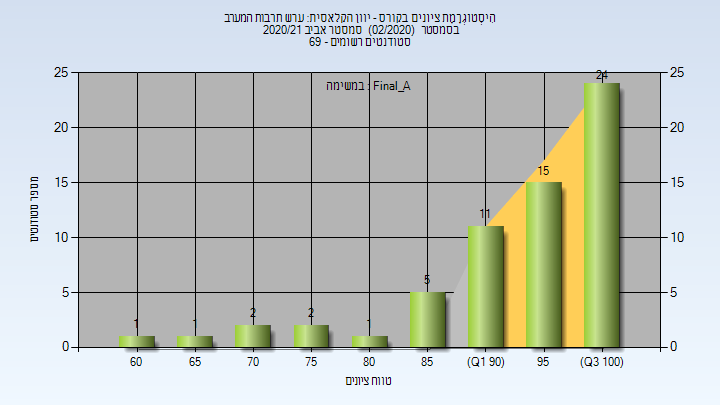 הִיסְטוֹגְרָמַת ציונים בקורס - יוון הקלאסית: ערש תרבות המערב
בסמסטר (02/2020) סמסטר אביב 2020/21
סטודנטים רשומים - 69
במשימה : Final_A
מספר סטודנטים
25 25
20 20
15 15
10 10
5 5
0 0
1 1 2 2 1 5 11 15 24
60 65 70 75 80 85 (Q1 90) 95 (Q3 100)
טווח ציונים